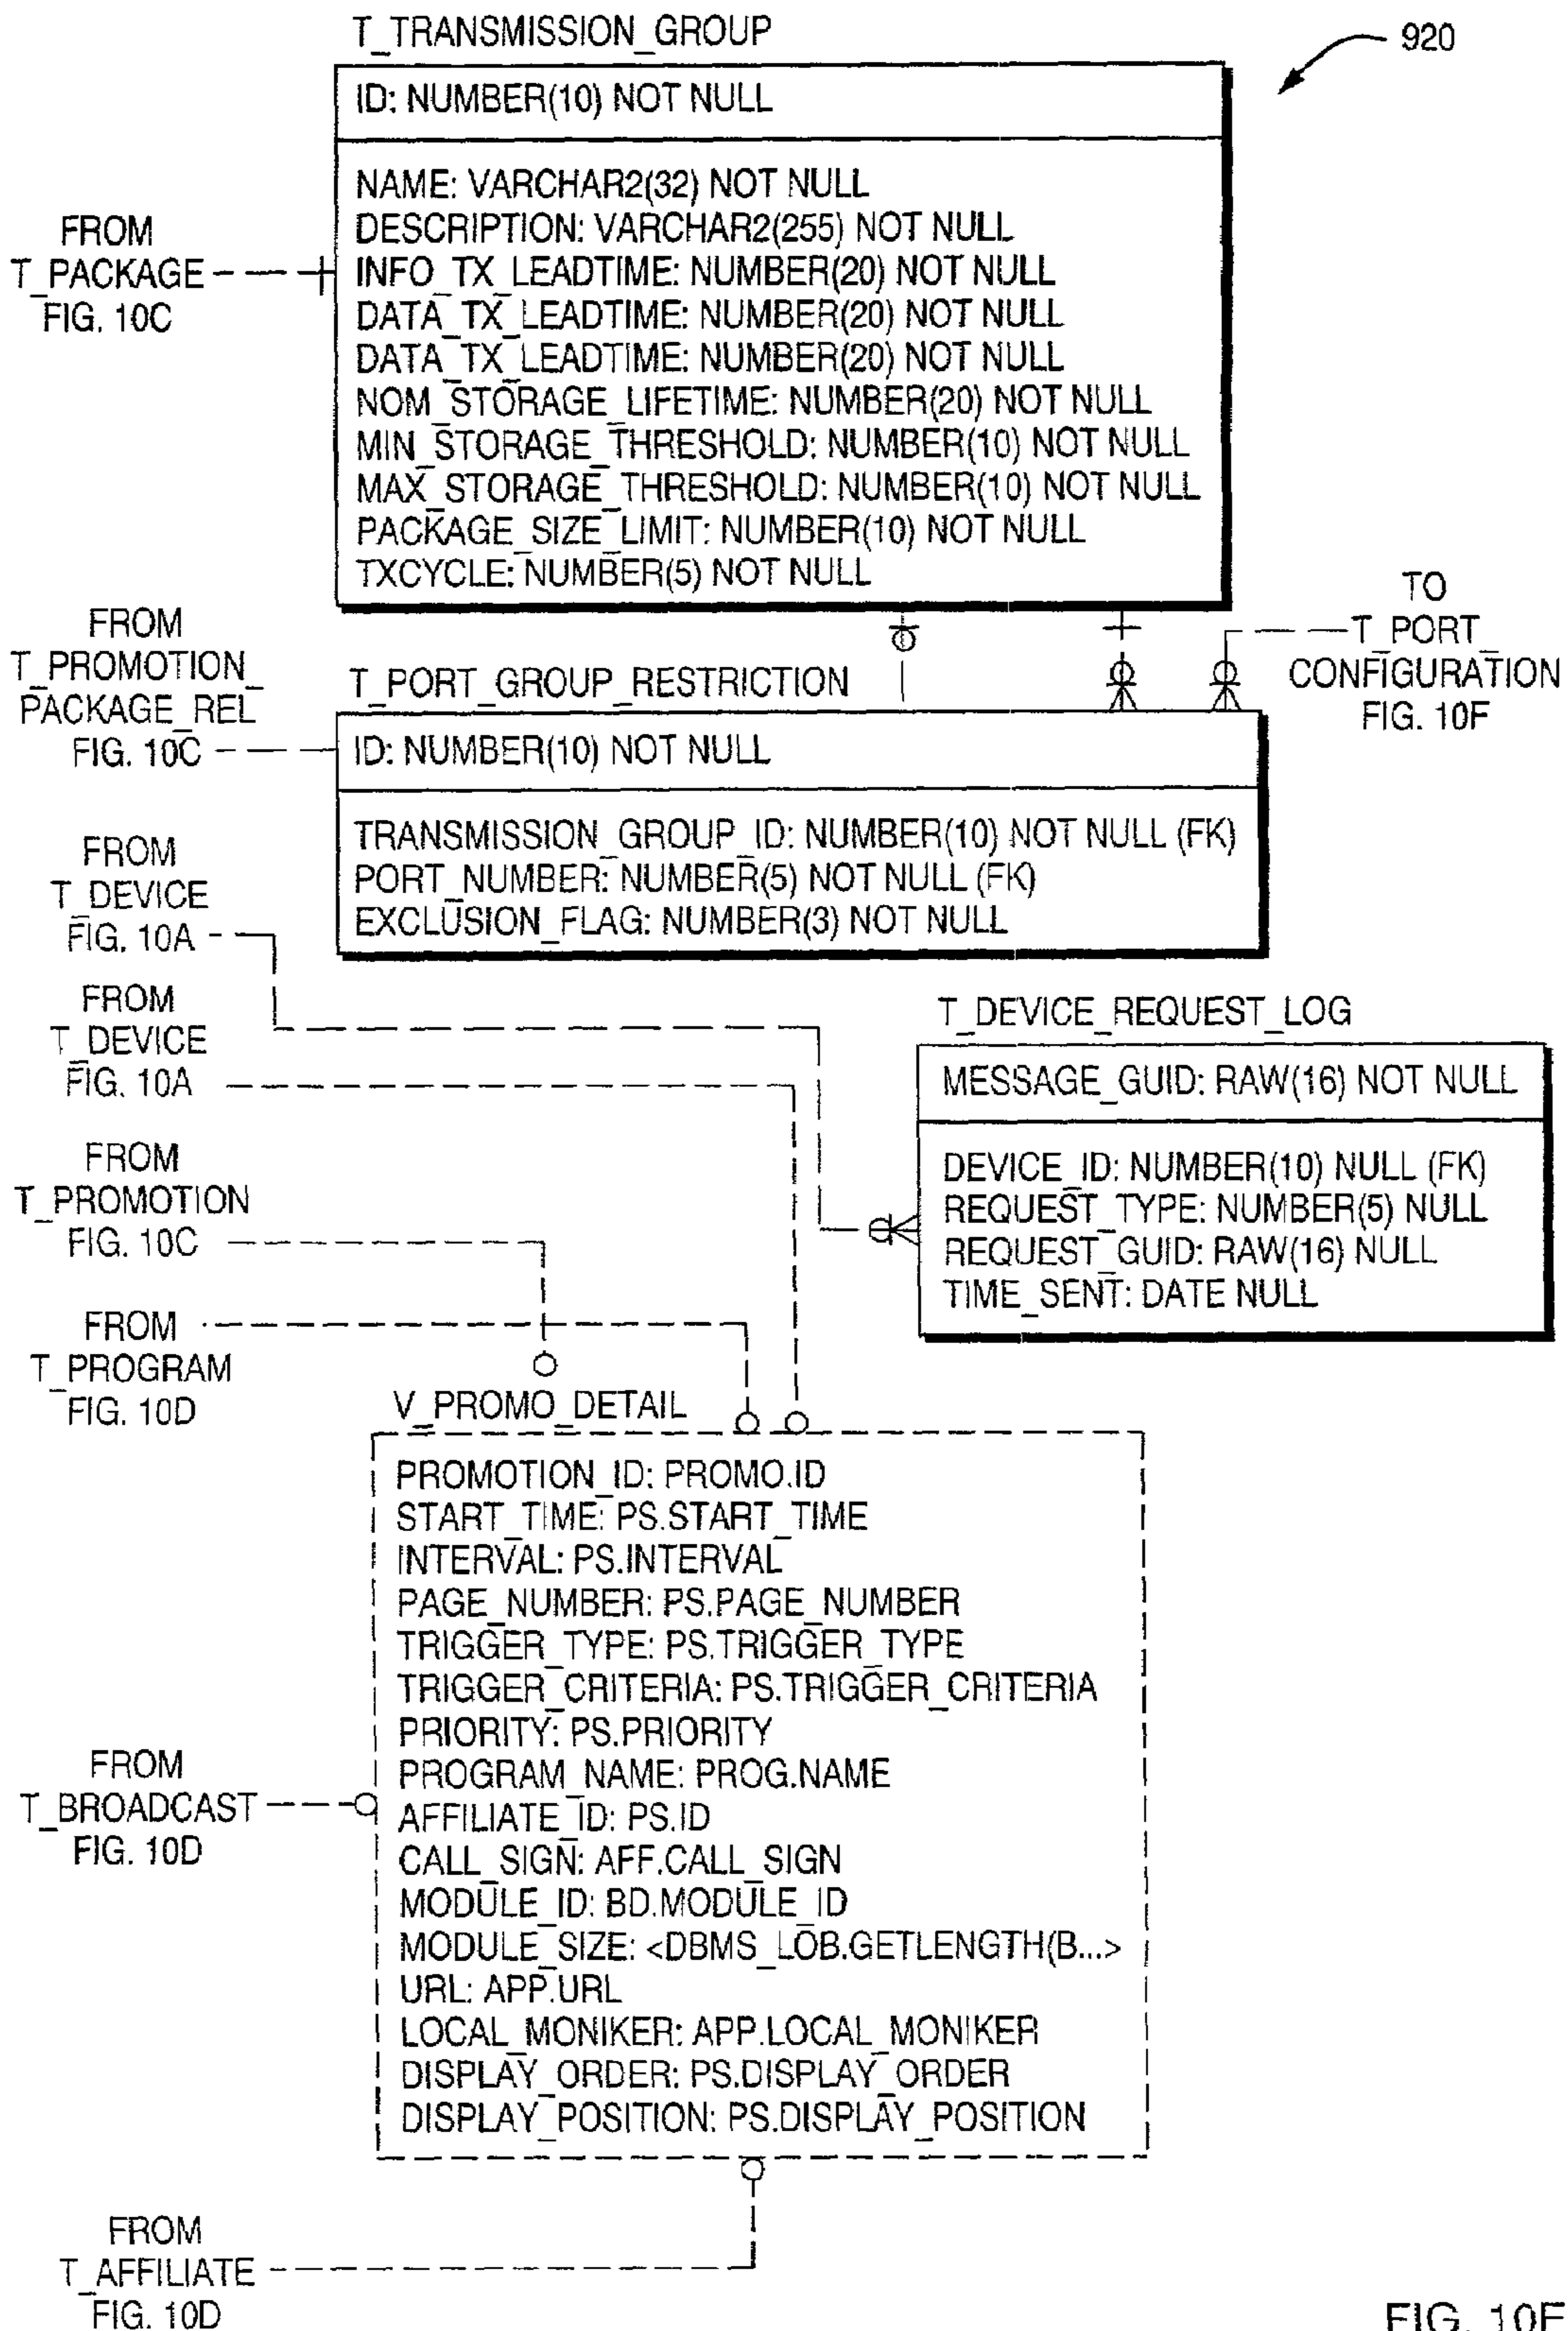 T_TRANSMISSION_GROUP
920
ID: NUMBER(10) NOT NULL
NAME: VARCHAR2(32) NOT NULL
DESCRIPTION: VARCHAR2(255) NOT NULL
INFO_TX_LEADTIME: NUMBER(20) NOT NULL
DATA_TX_LEADTIME: NUMBER(20) NOT NULL
DATA_TX_LEADTIME: NUMBER(20) NOT NULL
NOM_STORAGE_LIFETIME: NUMBER(20) NOT NULL
MIN_STORAGE_THRESHOLD: NUMBER(10) NOT NULL
MAX_STORAGE_THRESHOLD: NUMBER(10) NOT NULL
PACKAGE_SIZE_LIMIT: NUMBER(10) NOT NULL
TXCYCLE: NUMBER(5) NOT NULL
FROM
T_PACKAGE
FIG. 10C
FROM
T_PROMOTION_
PACKAGE_REL
FIG. 10C
TO
T_PORT_
CONFIGURATION
FIG. 10F
T_PORT_GROUP_RESTRICTION
ID: NUMBER(10) NOT NULL
TRANSMISSION_GROUP_ID: NUMBER(10) NOT NULL (FK)
PORT_NUMBER: NUMBER(5) NOT NULL (FK)
EXCLUSION_FLAG: NUMBER(3) NOT NULL
FROM
T_DEVICE
FIG. 10A
FROM
T_DEVICE
FIG. 10A
T_DEVICE_REQUEST_LOG
MESSAGE_GUID: RAW(16) NOT NULL
DEVICE_ID: NUMBER(10) NULL (FK)
REQUEST_TYPE: NUMBER(5) NULL
REQUEST_GUID: RAW(16) NULL
TIME_SENT: DATE NULL
FROM
T_PROMOTION
FIG. 10C
FROM
T_PROGRAM
FIG. 10D
V_PROMO_DETAIL
PROMOTION_ID: PROMO.ID
START_TIME: PS.START_TIME
INTERVAL: PS.INTERVAL
PAGE_NUMBER: PS.PAGE_NUMBER
TRIGGER_TYPE: PS.TRIGGER_TYPE
TRIGGER_CRITERIA: PS.TRIGGER_CRITERIA
PRIORITY: PS.PRIORITY
PROGRAM_NAME: PROG.NAME
AFFILIATE_ID: PS.ID
CALL_SIGN: AFF.CALL_SIGN
MODULE_ID: BD.MODULE_ID
MODULE_SIZE: <DBMS_LOB.GETLENGTH(B...>
URL: APP.URL
LOCAL_MONIKER: APP.LOCAL_MONIKER
DISPLAY_ORDER: PS.DISPLAY_ORDER
DISPLAY_POSITION: PS.DISPLAY_POSITION
FROM
T_BROADCAST
FIG. 10D
FROM
T_AFFILIATE
FIG. 10D
FIG. 10E